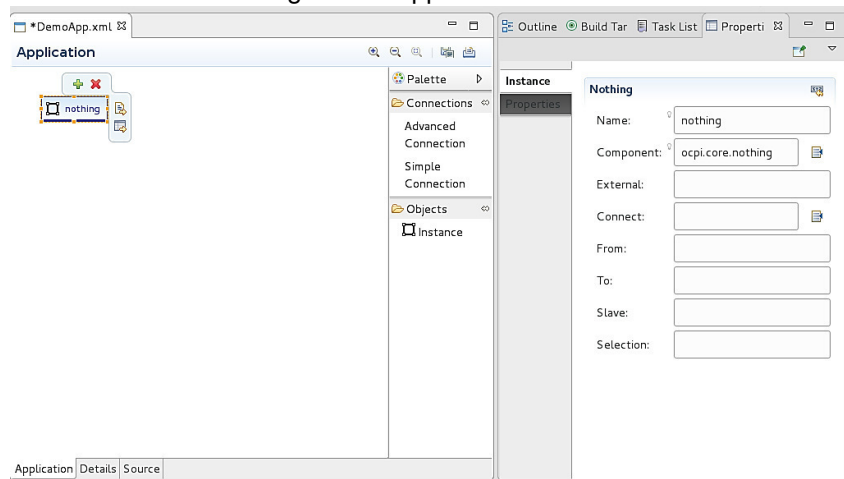 *DemoApp.xml
Application
nothing
Palette
Connections
Advanced
Connection
Simple
Connection
Objects
Instance
Application Details Source
Outline Build Tar Task List Properti
Instance
Properties
Nothing
Name: nothing
Component: ocpi.core.nothing
External:
Connect:
From:
To:
Slave:
Selection: